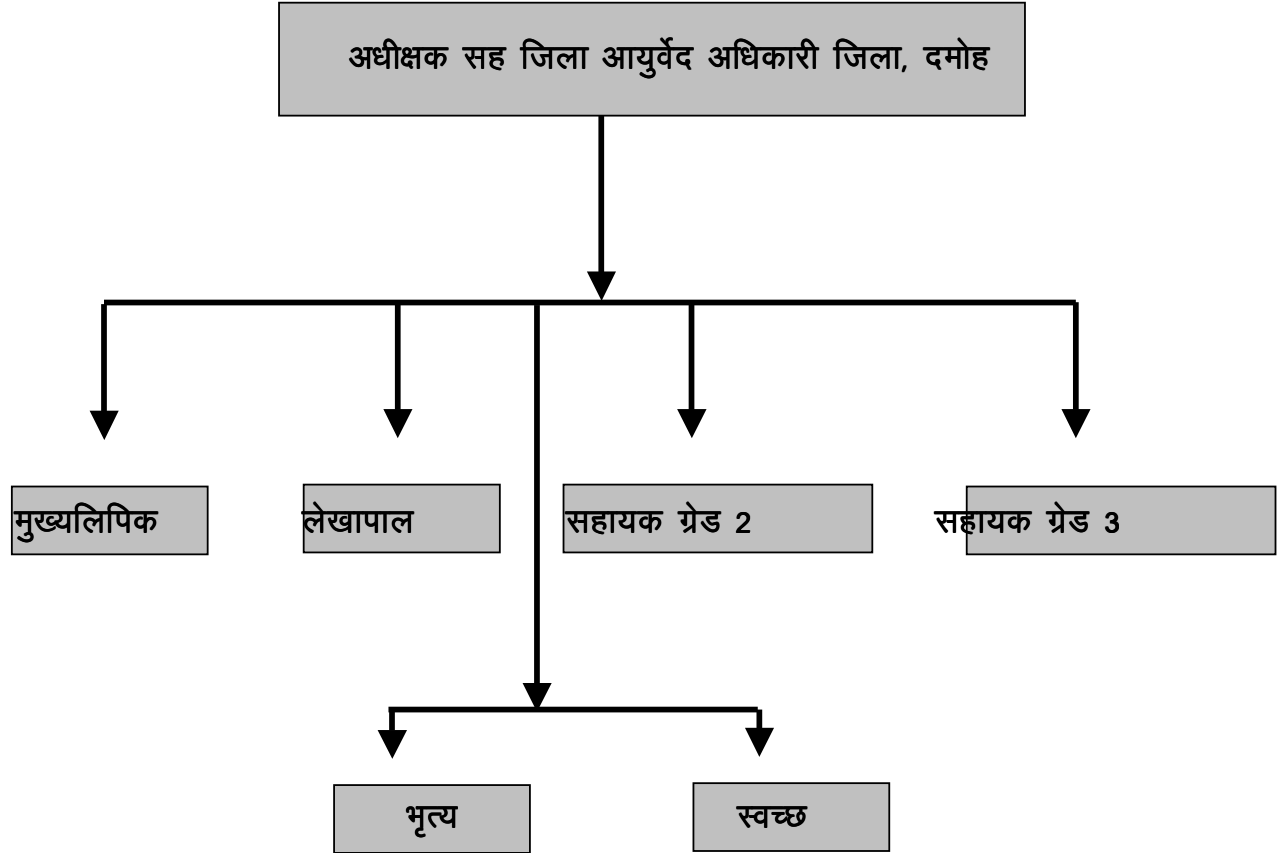 अधीक्षक सह जिला आयुर्वेद अधिकारी जिला, दमोह
मुख्यलिपिक
लेखापाल
सहायक ग्रेड 2
सहायक ग्रेड 3
भृत्य
स्वच्छ